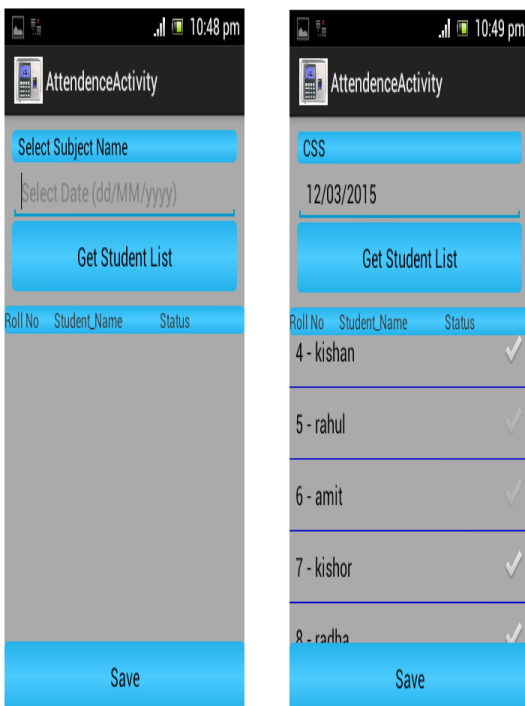 10:48 pm
AttendenceActivity
Select Subject Name
Select Date (dd/MM/yyyy)
Get Student List
Roll No Student_Name Status
Save
10:49 pm
AttendenceActivity
CSS
12/03/2015
Get Student List
Roll No Student_Name Status
4 - kishan
5 - rahul
6 - amit
7 - kishor
8 - radha
Save